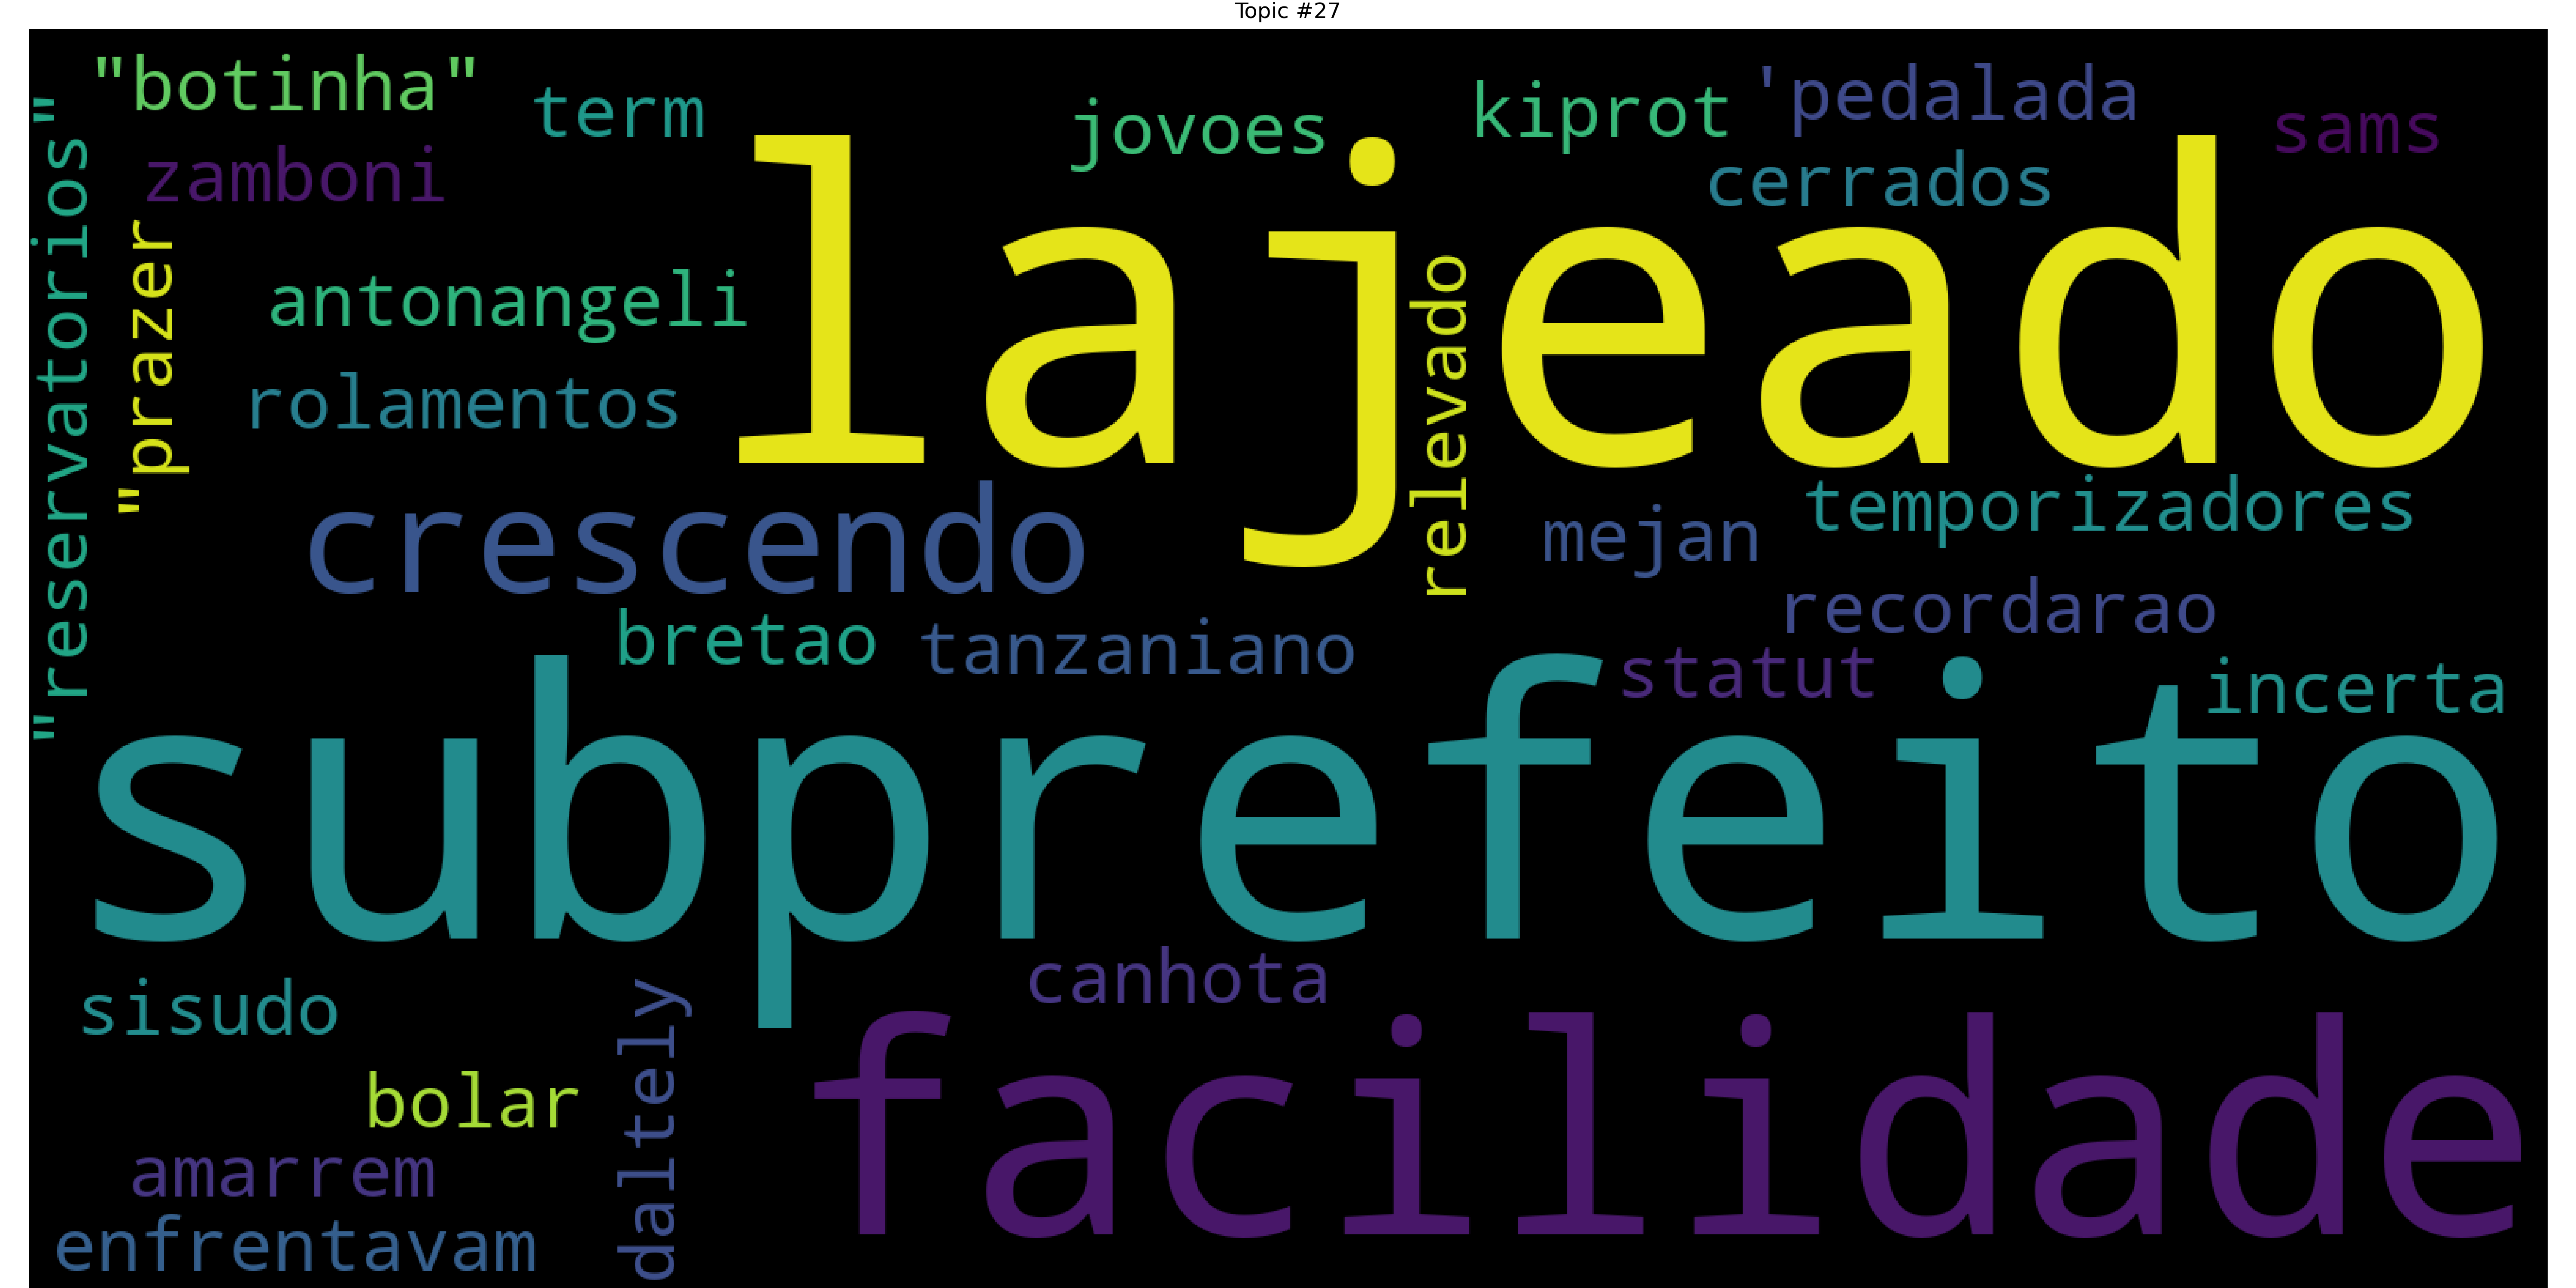 Topic #27
"botinha"
term
jovoes
kiprot
'pedalada
sams
zamboni
cerrados
"reservatorios"
"prazer
lajeado
antonangeli
relevado
rolamentos
crescendo
mejan
temporizadores
recordarao
bretao
tanzaniano
statut
incerta
subprefeito
sisudo
canhota
daltely
facilidade
bolar
amarrem
enfrentavam